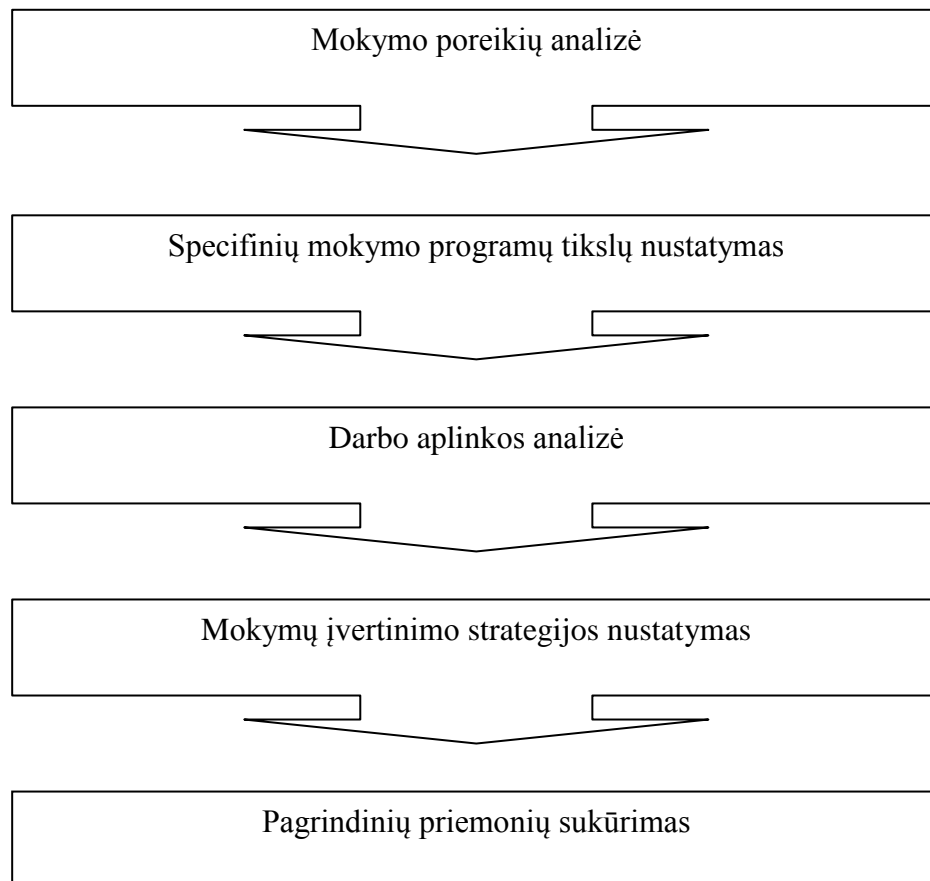 Mokymo poreikių analizė
Specifinių mokymo programų tikslų nustatymas
Darbo aplinkos analizė
Mokymų įvertinimo strategijos nustatymas
Pagrindinių priemonių sukūrimas